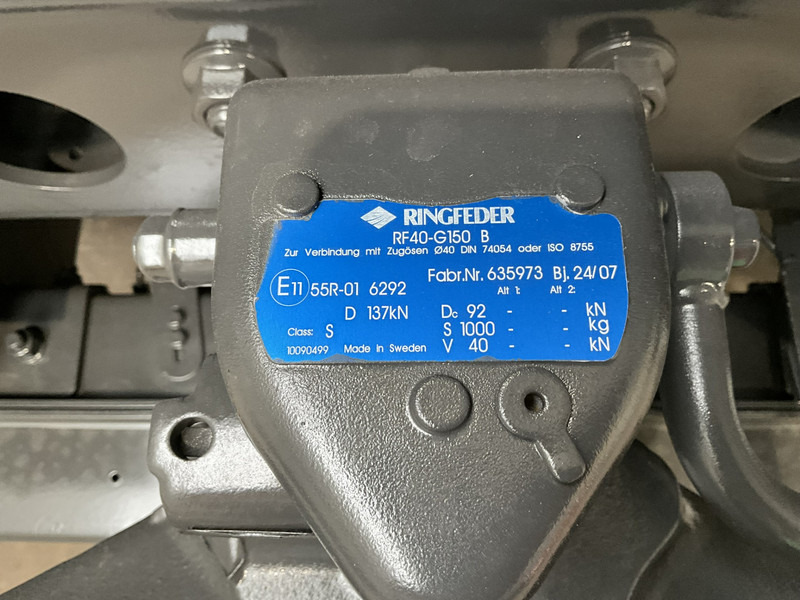 RINGFEDER
RF40-G150 B
Zur Verbindung mit Zugösen Ø40 DIN 74054 oder ISO 8755
E11 55R-01 6292 Fabr.Nr. 635973 Bj. 24/07
Alt 1: Alt 2:
D 137kN Dc 92 - - kN
Class: S S 1000 - - kg
10090499 Made in Sweden V 40 - - kN